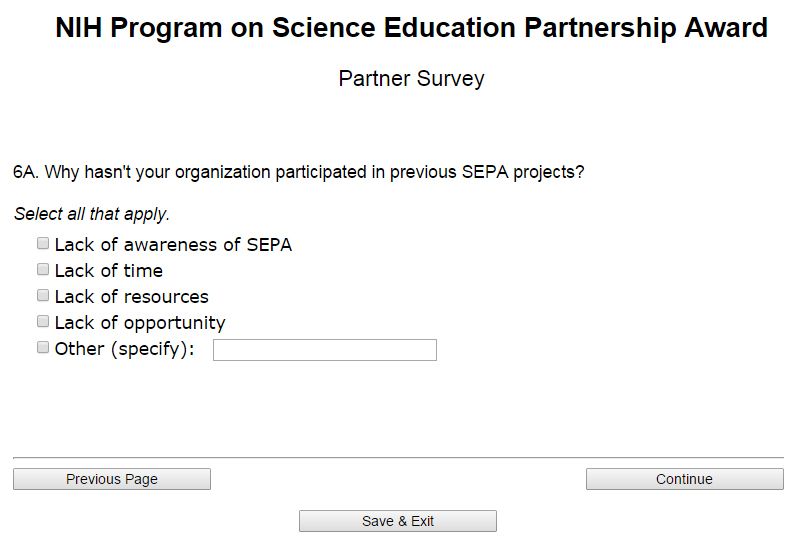 NIH Program on Science Education Partnership Award
Partner Survey
6A. Why hasn't your organization participated in previous SEPA projects?
Select all that apply.
Lack of awareness of SEPA
Lack of time
Lack of resources
Lack of opportunity
Other (specify):
Previous Page
Continue
Save & Exit